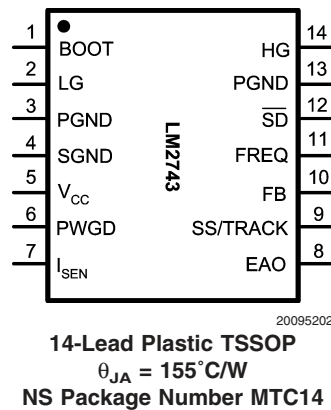 1 BOOT HG 14
2 LG PGND 13
3 PGND SD 12
4 SGND FREQ 11
5 VCC FB 10
6 PWGD SS/TRACK 9
7 ISEN EAO 8
LM2743
20095202
14-Lead Plastic TSSOP
θJA = 155˚C/W
NS Package Number MTC14